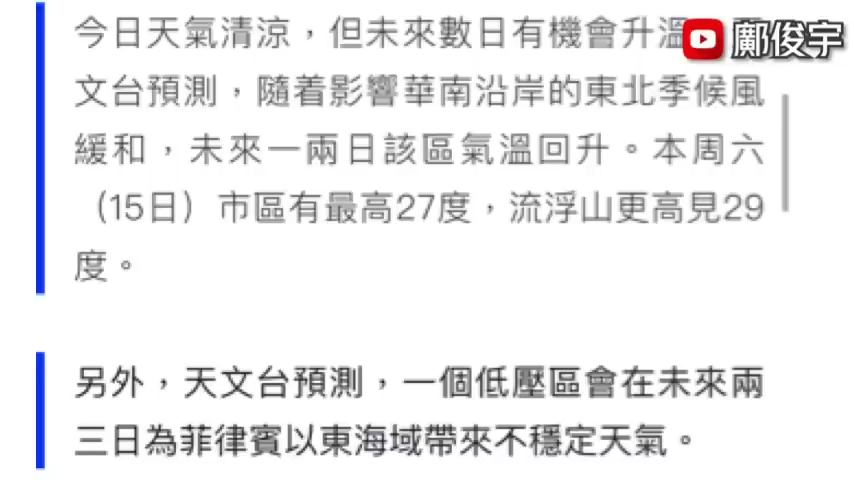 今日天氣清涼，但未來數日有機會升溫
鄺俊宇
文台預測，隨着影響華南沿岸的東北季候風
緩和，未來一兩日該區氣溫回升。本周六
（15日）市區有最高27度，流浮山更高見29
度。
另外，天文台預測，一個低壓區會在未來兩
三日為菲律賓以東海域帶來不穩定天氣。